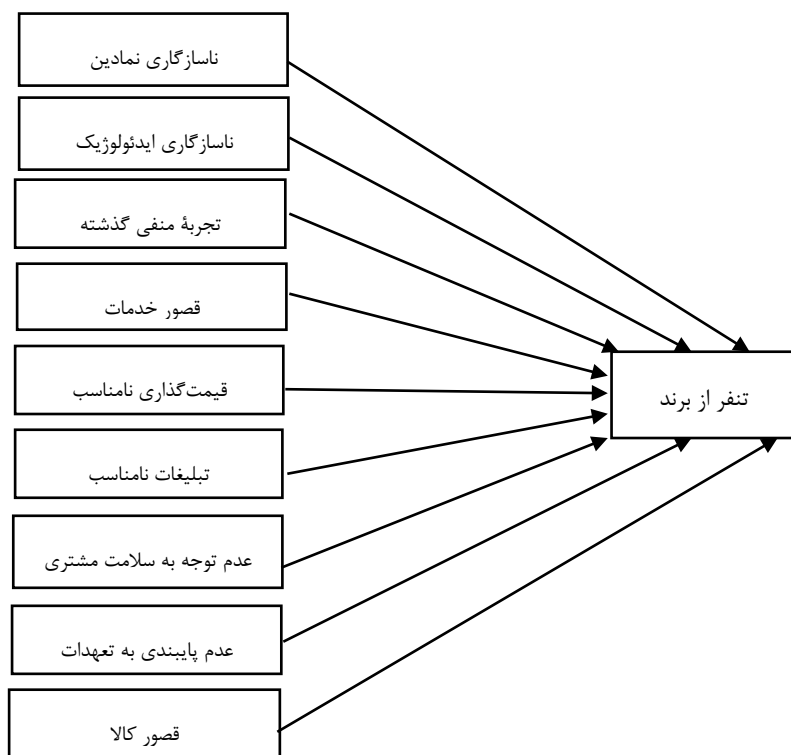 ناسازگاری نمادین
ناسازگاری ایدئولوژیک
تجربهٔ منفی گذشته
قصور خدمات
قیمت‌گذاری نامناسب
تبلیغات نامناسب
عدم توجه به سلامت مشتری
عدم پایبندی به تعهدات
قصور کالا
تنفر از برند